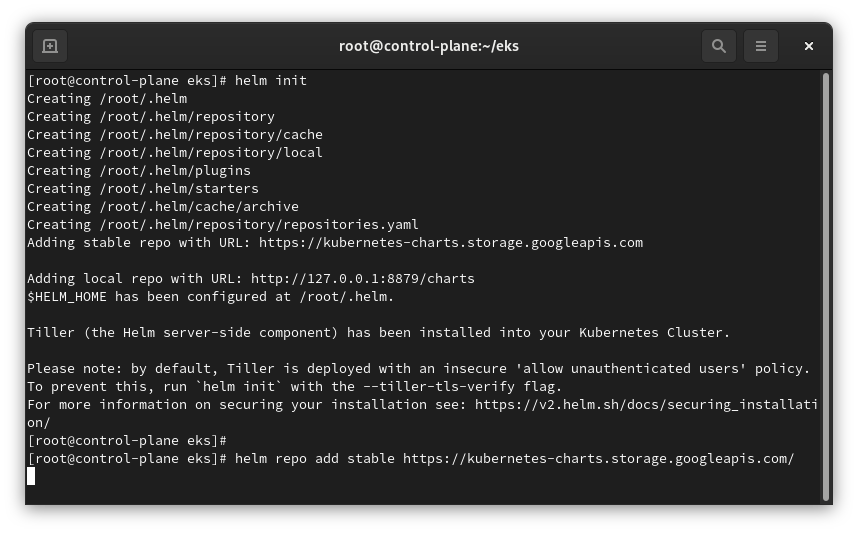 root@control-plane:~/eks
[root@control-plane eks]# helm init
Creating /root/.helm
Creating /root/.helm/repository
Creating /root/.helm/repository/cache
Creating /root/.helm/repository/local
Creating /root/.helm/plugins
Creating /root/.helm/starters
Creating /root/.helm/cache/archive
Creating /root/.helm/repository/repositories.yaml
Adding stable repo with URL: https://kubernetes-charts.storage.googleapis.com
Adding local repo with URL: http://127.0.0.1:8879/charts
$HELM_HOME has been configured at /root/.helm.
Tiller (the Helm server-side component) has been installed into your Kubernetes Cluster.
Please note: by default, Tiller is deployed with an insecure 'allow unauthenticated users' policy.
To prevent this, run `helm init` with the --tiller-tls-verify flag.
For more information on securing your installation see: https://v2.helm.sh/docs/securing_installati
on/
[root@control-plane eks]#
[root@control-plane eks]# helm repo add stable https://kubernetes-charts.storage.googleapis.com/